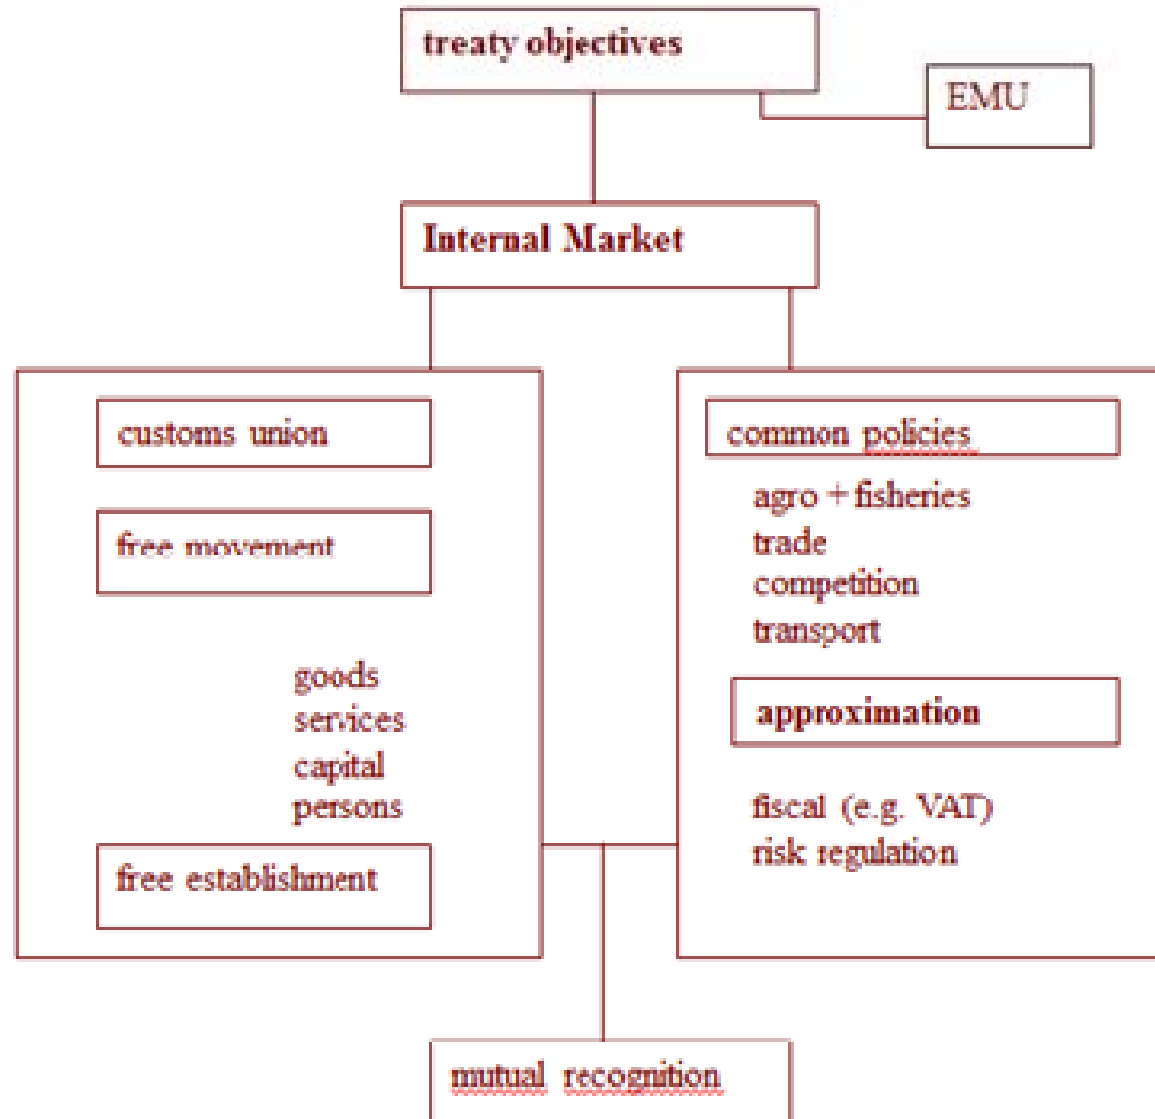 treaty objectives
EMU
Internal Market
customs union
free movement
goods
services
capital
persons
free establishment
common policies
agro + fisheries
trade
competition
transport
approximation
fiscal (e.g. VAT)
risk regulation
mutual recognition